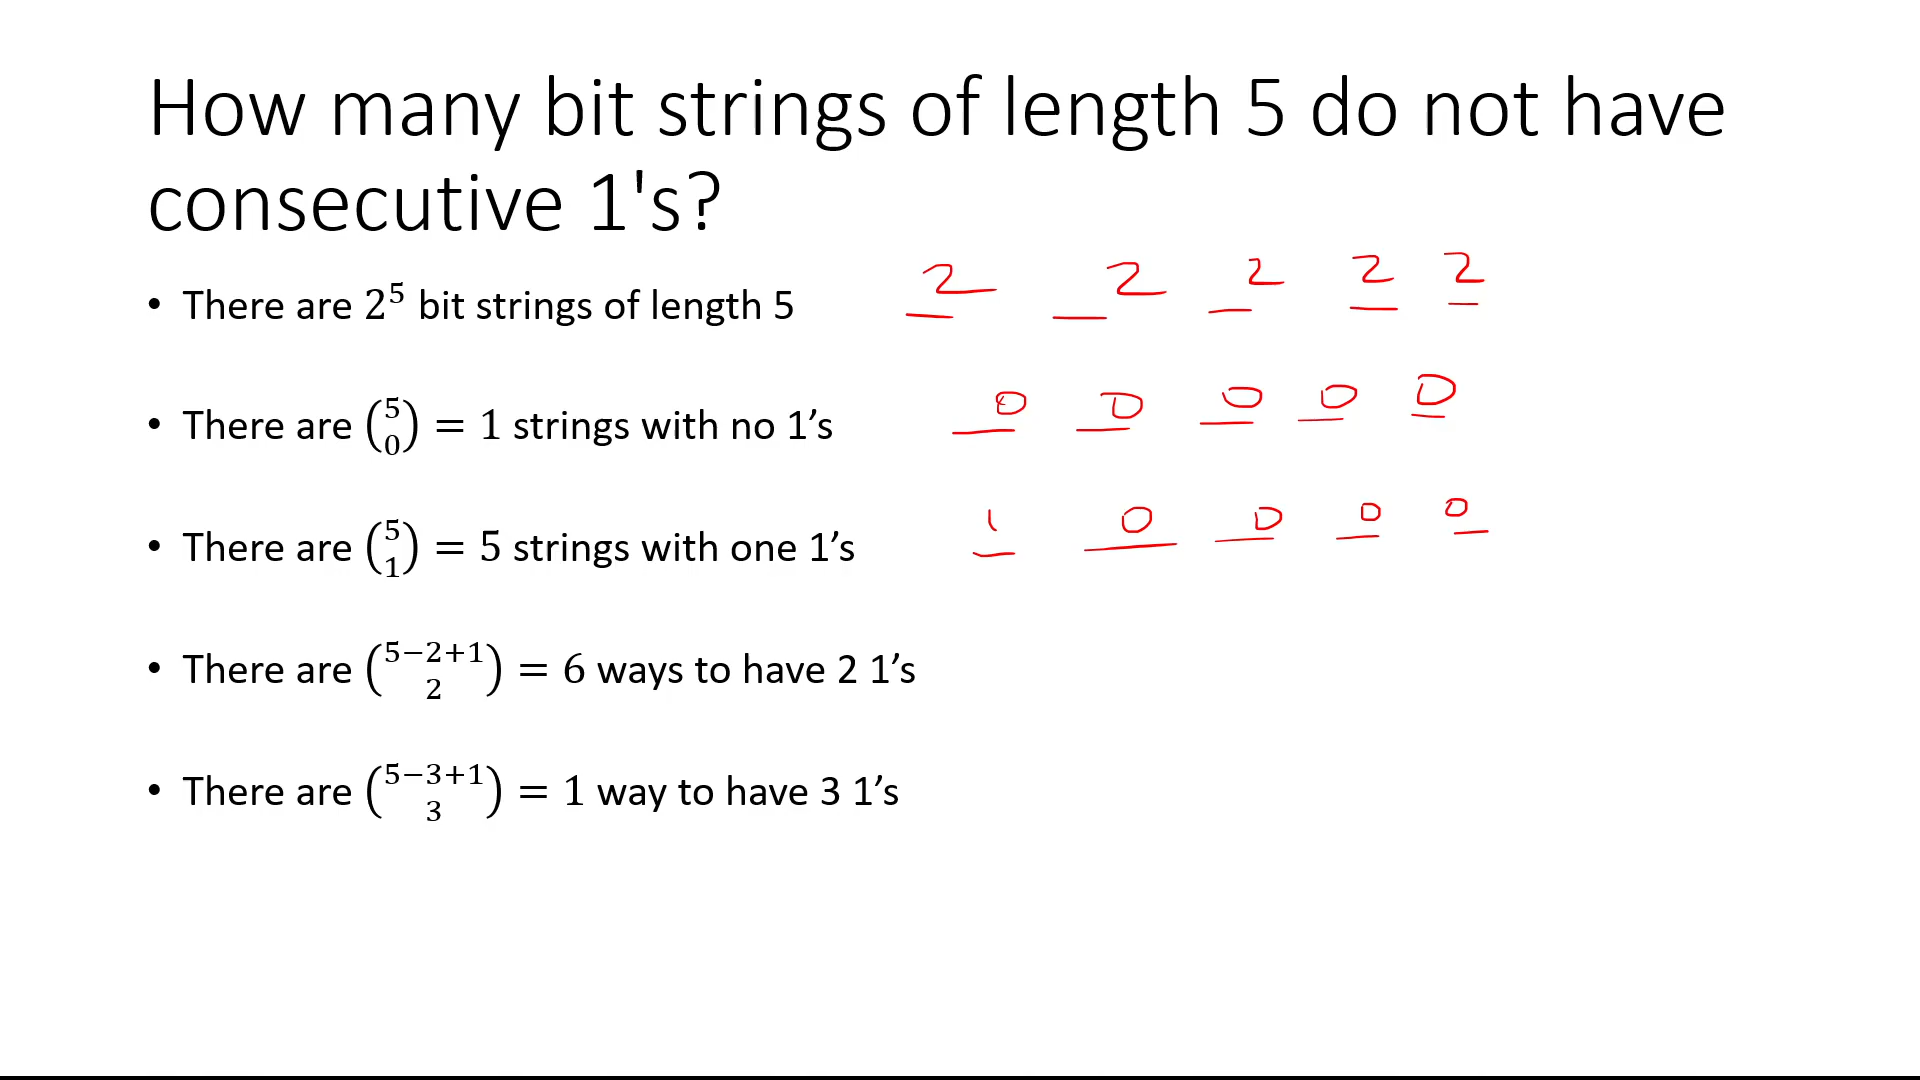 How many bit strings of length 5 do not have
consecutive 1's?
2 2 2 2 2
• There are 2⁵ bit strings of length 5
0 0 0 0 0
• There are (5 0) = 1 strings with no 1’s
1 0 0 0 0
• There are (5 1) = 5 strings with one 1’s
• There are (5−2+1 2) = 6 ways to have 2 1’s
• There are (5−3+1 3) = 1 way to have 3 1’s